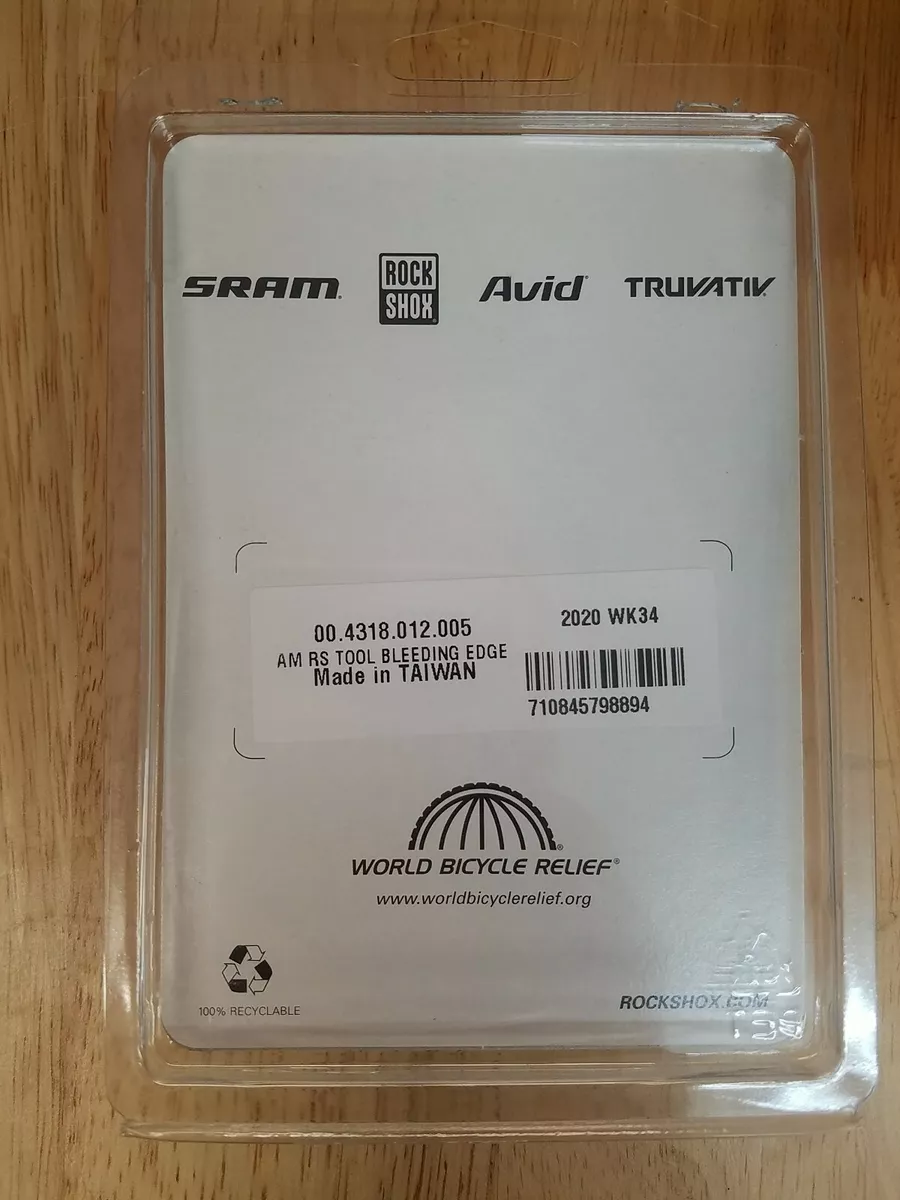 SRAM®
ROCK
SHOX®
Avid®
TRUVATIV®
00.4318.012.005
AM RS TOOL BLEEDING EDGE
Made in TAIWAN
2020 WK34
710845798894
WORLD BICYCLE RELIEF®
www.worldbicyclerelief.org
100% RECYCLABLE
ROCKSHOX.COM